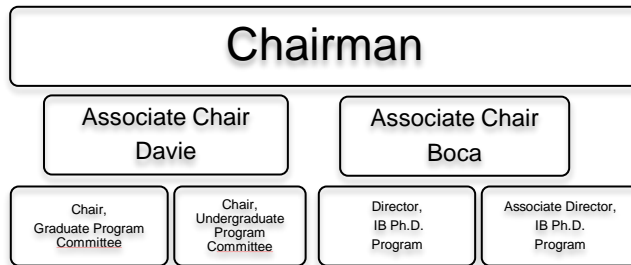 Chairman
Associate Chair
Davie
Associate Chair
Boca
Chair,
Graduate Program
Committee
Chair,
Undergraduate
Program
Committee
Director,
IB Ph.D.
Program
Associate Director,
IB Ph.D.
Program